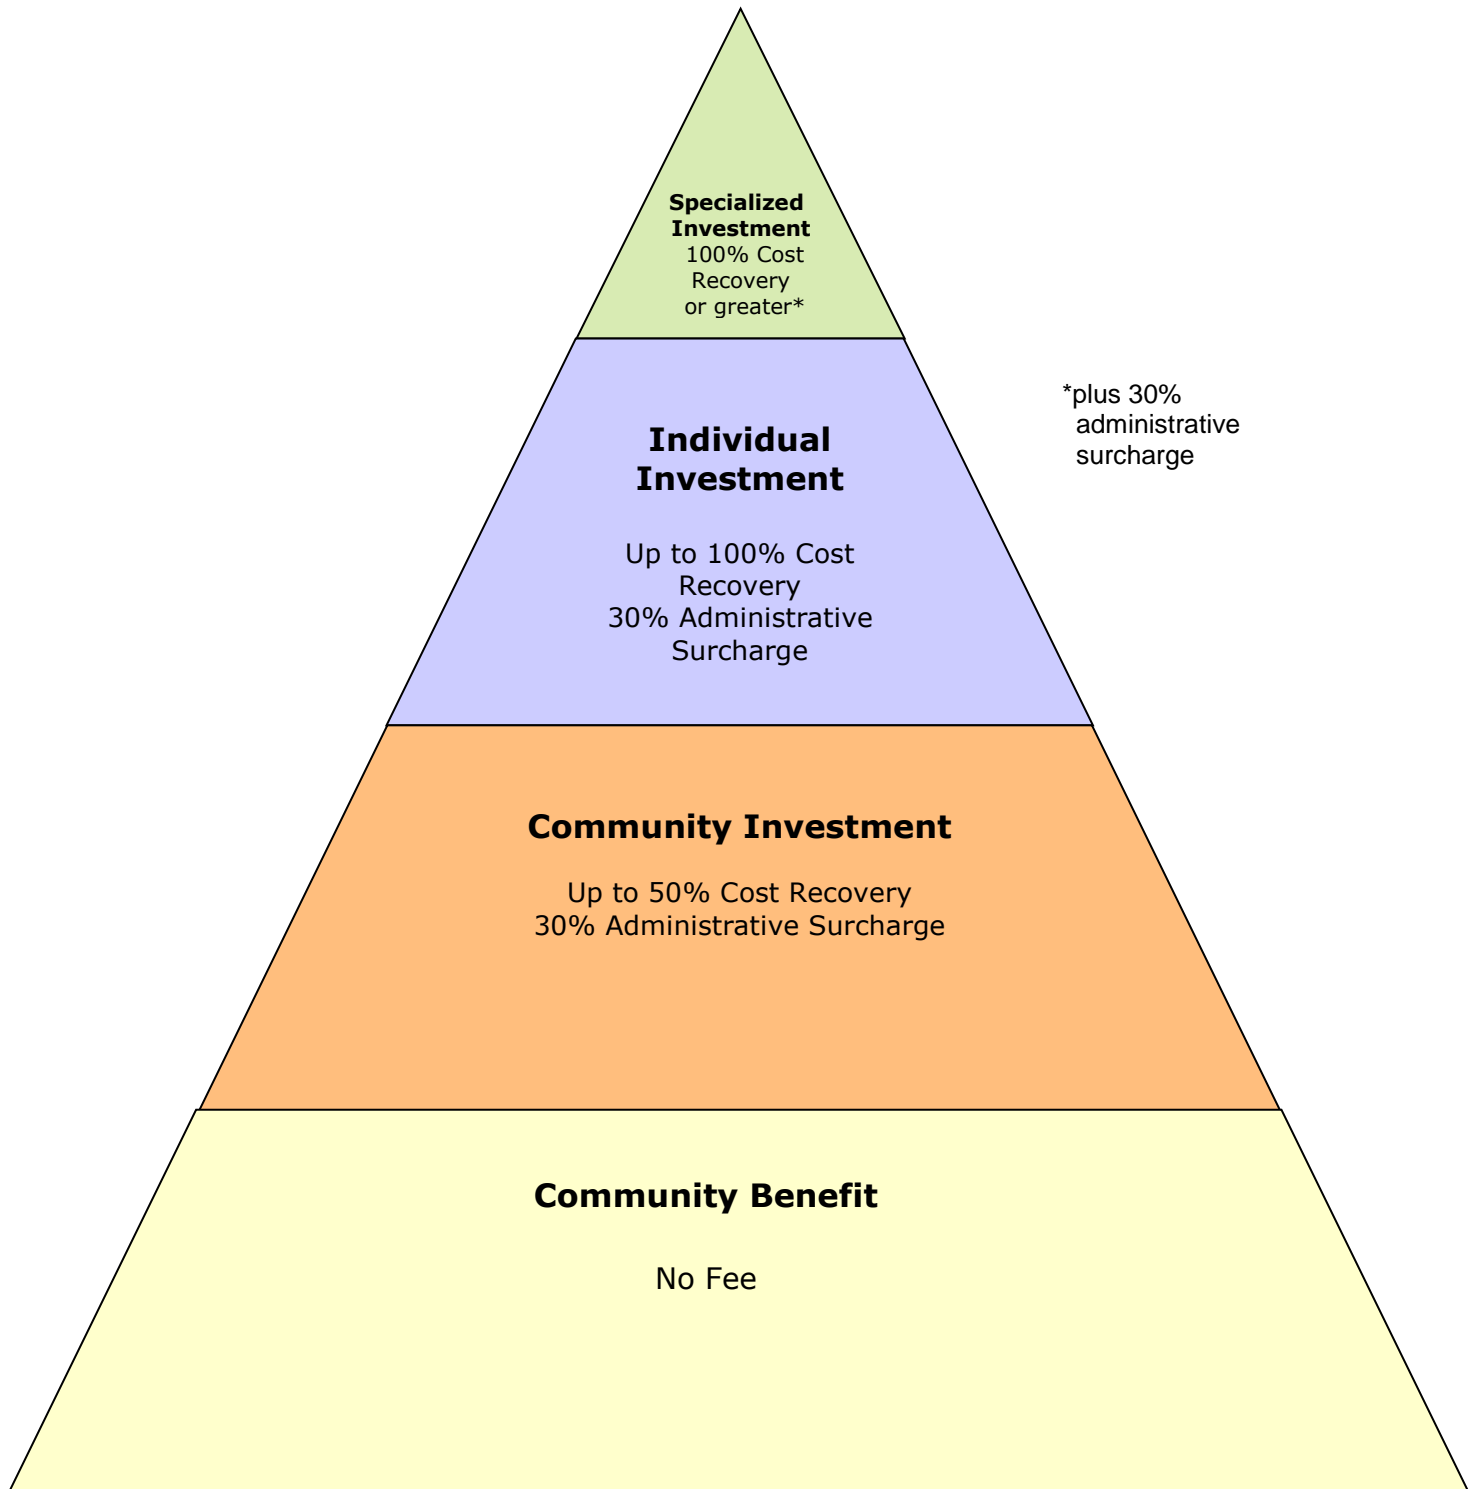 Specialized
Investment
100% Cost
Recovery
or greater*
*plus 30%
administrative
surcharge
Individual
Investment
Up to 100% Cost
Recovery
30% Administrative
Surcharge
Community Investment
Up to 50% Cost Recovery
30% Administrative Surcharge
Community Benefit
No Fee